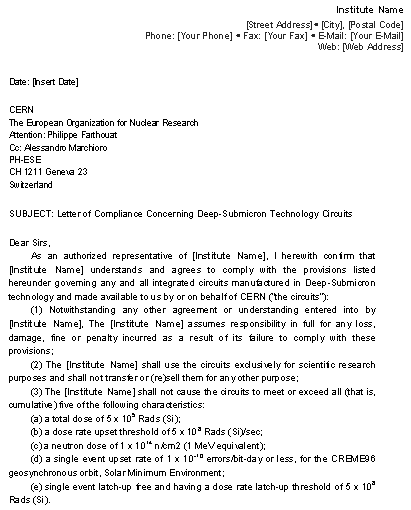 Institute Name
[Street Address] • [City], [Postal Code]
Phone: [Your Phone] • Fax: [Your Fax] • E-Mail: [Your E-Mail]
Web: [Web Address]
Date: [Insert Date]
CERN
The European Organization for Nuclear Research
Attention: Philippe Farthouat
Cc: Alessandro Marchioro
PH-ESE
CH 1211 Geneva 23
Switzerland
SUBJECT: Letter of Compliance Concerning Deep-Submicron Technology Circuits
Dear Sirs,
As an authorized representative of [Institute Name], I herewith confirm that
[Institute Name] understands and agrees to comply with the provisions listed
hereunder governing any and all integrated circuits manufactured in Deep-Submicron
technology and made available to us by or on behalf of CERN ("the circuits"):
(1) Notwithstanding any other agreement or understanding entered into by
[Institute Name], The [Institute Name] assumes responsibility in full for any loss,
damage, fine or penalty incurred as a result of its failure to comply with these
provisions;
(2) The [Institute Name] shall use the circuits exclusively for scientific research
purposes and shall not transfer or (re)sell them for any other purpose;
(3) The [Institute Name] shall not cause the circuits to meet or exceed all (that is,
cumulative) five of the following characteristics:
(a) a total dose of 5 x 10⁵ Rads (Si);
(b) a dose rate upset threshold of 5 x 10⁸ Rads (Si)/sec;
(c) a neutron dose of 1 x 10¹⁴ n/cm2 (1 MeV equivalent);
(d) a single event upset rate of 1 x 10⁻¹⁰ errors/bit-day or less, for the CREME96
geosynchronous orbit, Solar Minimum Environment;
(e) single event latch-up free and having a dose rate latch-up threshold of 5 x 10⁸
Rads (Si).